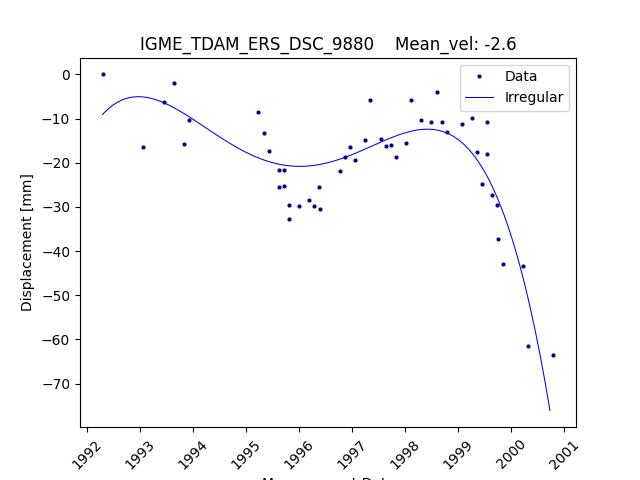 IGME_TDAM_ERS_DSC_9880    Mean_vel: -2.6
Data
Irregular
Displacement [mm]
0
−10
−20
−30
−40
−50
−60
−70
1992 1993 1994 1995 1996 1997 1998 1999 2000 2001